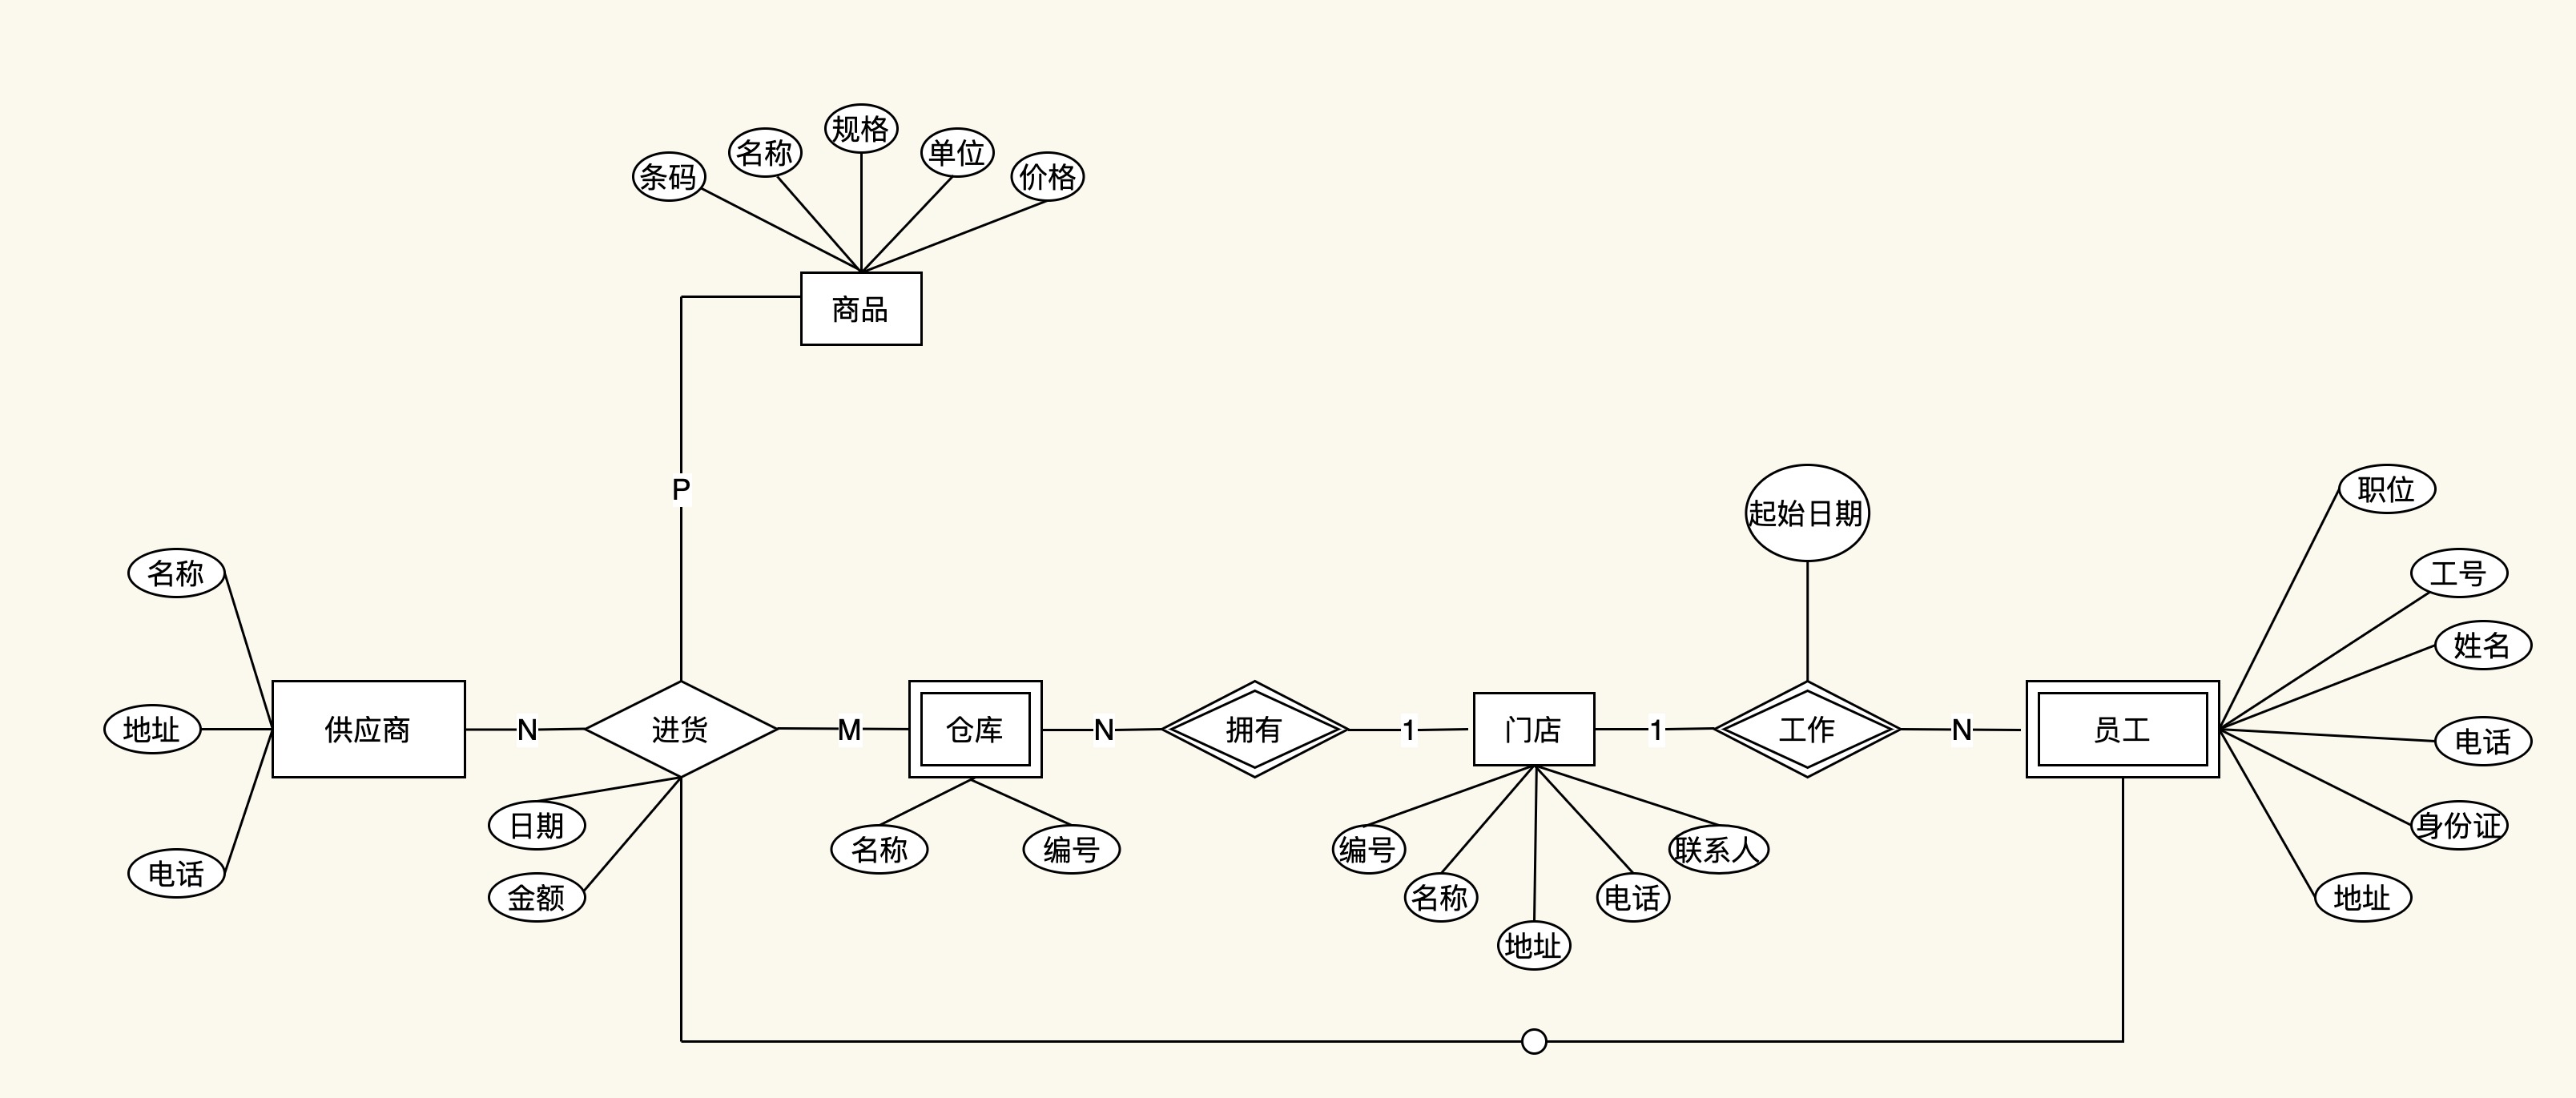 规格
名称
单位
条码
价格
商品
P
职位
起始日期
名称
工号
姓名
地址
供应商
N
进货
M
仓库
N
拥有
1
门店
1
工作
N
员工
电话
日期
身份证
名称
编号
编号
联系人
电话
金额
名称
电话
地址
地址